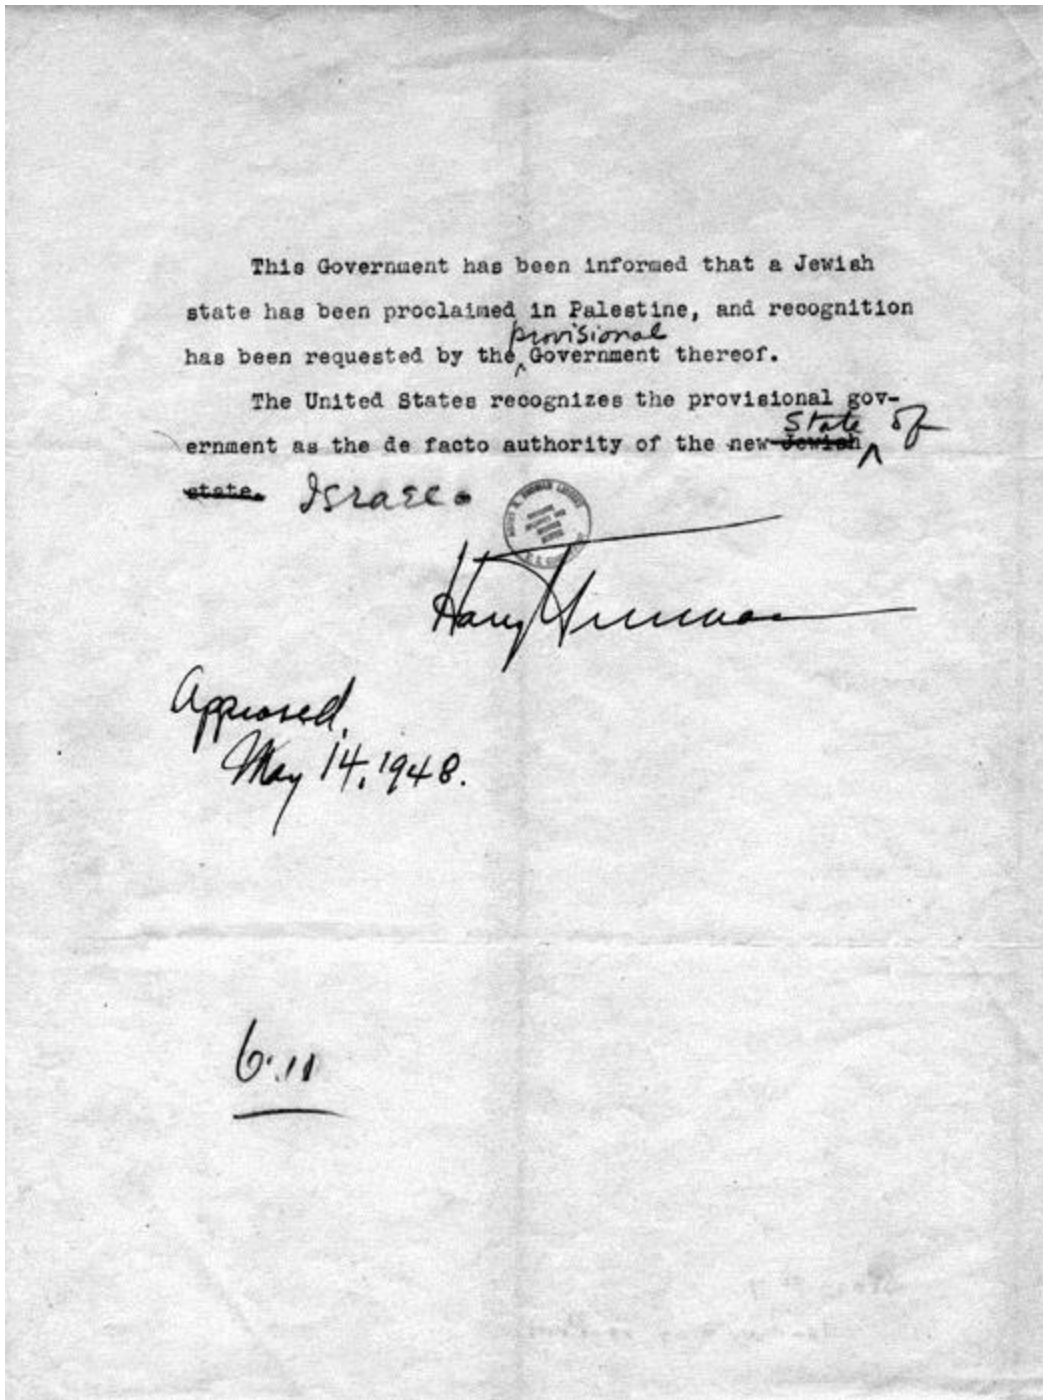 This Government has been informed that a Jewish
state has been proclaimed in Palestine, and recognition
provisional
has been requested by the Government thereof.
The United States recognizes the provisional gov-
State of
ernment as the de facto authority of the new Jewish
state. Israel.
Harry Truman
Approved,
May 14, 1948.
6.11